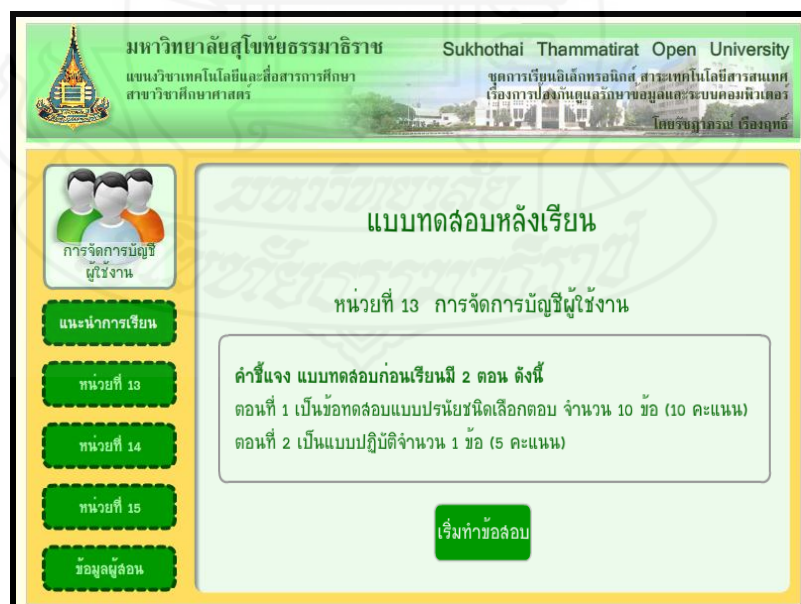 มหาวิทยาลัยสุโขทัยธรรมาธิราช
Sukhothai Thammatirat Open University
แขนงวิชาเทคโนโลยีและสื่อสารการศึกษา
สาขาวิชาศึกษาศาสตร์
ชุดการเรียนอิเล็กทรอนิกส์ สาระเทคโนโลยีสารสนเทศ
เรื่องการป้องกันดูแลรักษาข้อมูลและระบบคอมพิวเตอร์
การจัดการบัญชี
ผู้ใช้งาน
แนะนำการเรียน
หน่วยที่ 13
หน่วยที่ 14
หน่วยที่ 15
ข้อมูลผู้สอน
แบบทดสอบหลังเรียน
หน่วยที่ 13 การจัดการบัญชีผู้ใช้งาน
คำชี้แจง แบบทดสอบก่อนเรียนมี 2 ตอน ดังนี้
ตอนที่ 1 เป็นข้อทดสอบแบบปรนัยชนิดเลือกตอบ จำนวน 10 ข้อ (10 คะแนน)
ตอนที่ 2 เป็นแบบปฏิบัติจำนวน 1 ข้อ (5 คะแนน)
เริ่มทำข้อสอบ